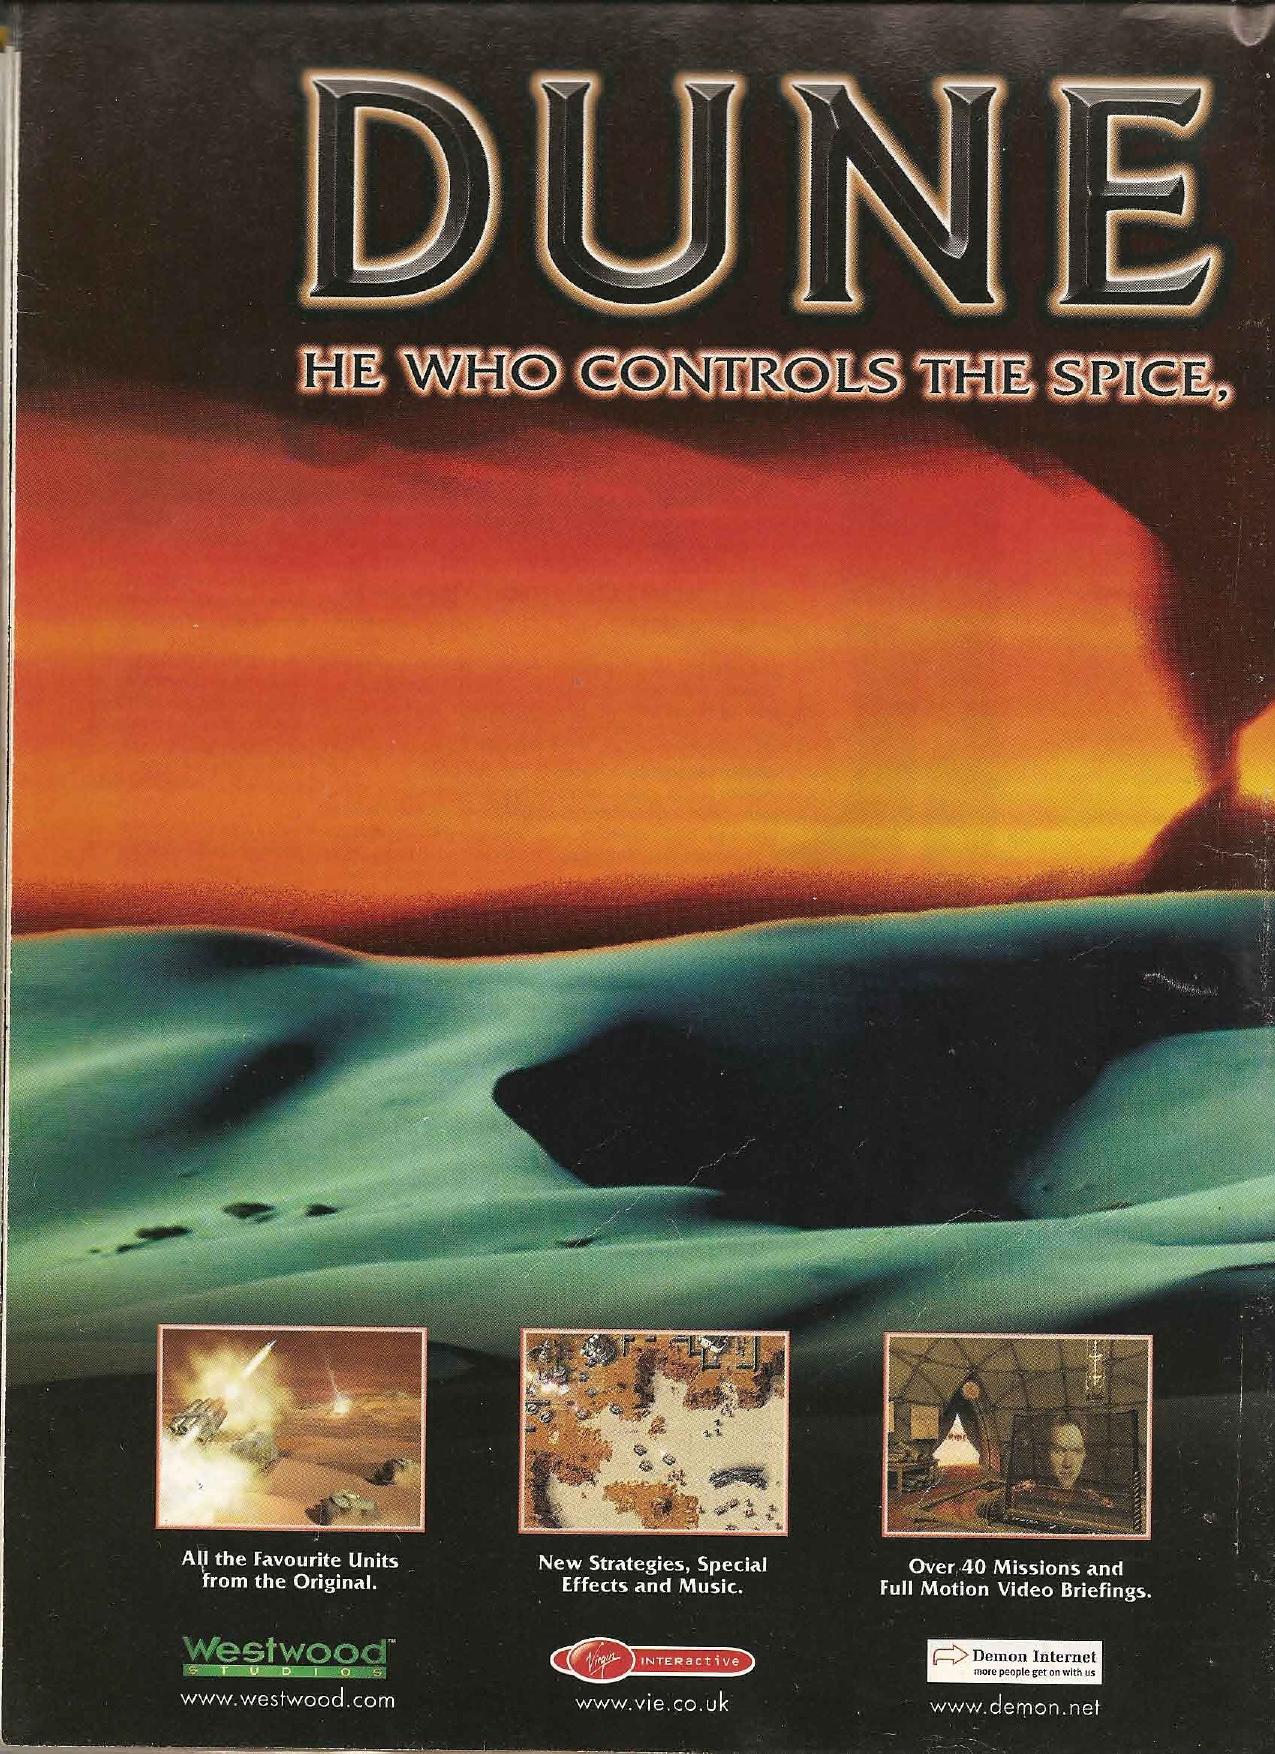 DUNE
HE WHO CONTROLS THE SPICE,
All the Favourite Units
from the Original.
New Strategies, Special
Effects and Music.
Over 40 Missions and
Full Motion Video Briefings.
Westwood™
STUDIOS
www.westwood.com
Virgin INTERactive
www.vie.co.uk
Demon Internet
more people get on with us
www.demon.net